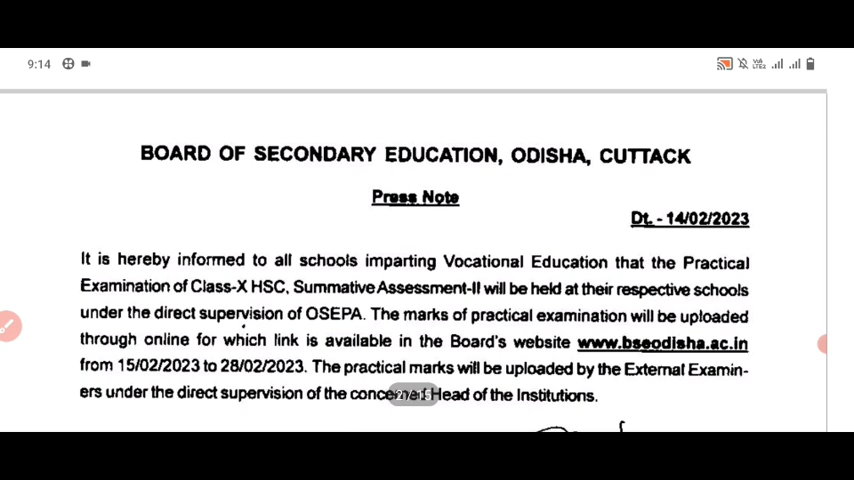 9:14
BOARD OF SECONDARY EDUCATION, ODISHA, CUTTACK
Press Note
Dt. - 14/02/2023
It is hereby informed to all schools imparting Vocational Education that the Practical
Examination of Class-X HSC, Summative Assessment-II will be held at their respective schools
under the direct supervision of OSEPA. The marks of practical examination will be uploaded
through online for which link is available in the Board's website www.bseodisha.ac.in
from 15/02/2023 to 28/02/2023. The practical marks will be uploaded by the External Examin-
ers under the direct supervision of the Head of the Institutions.
2/15